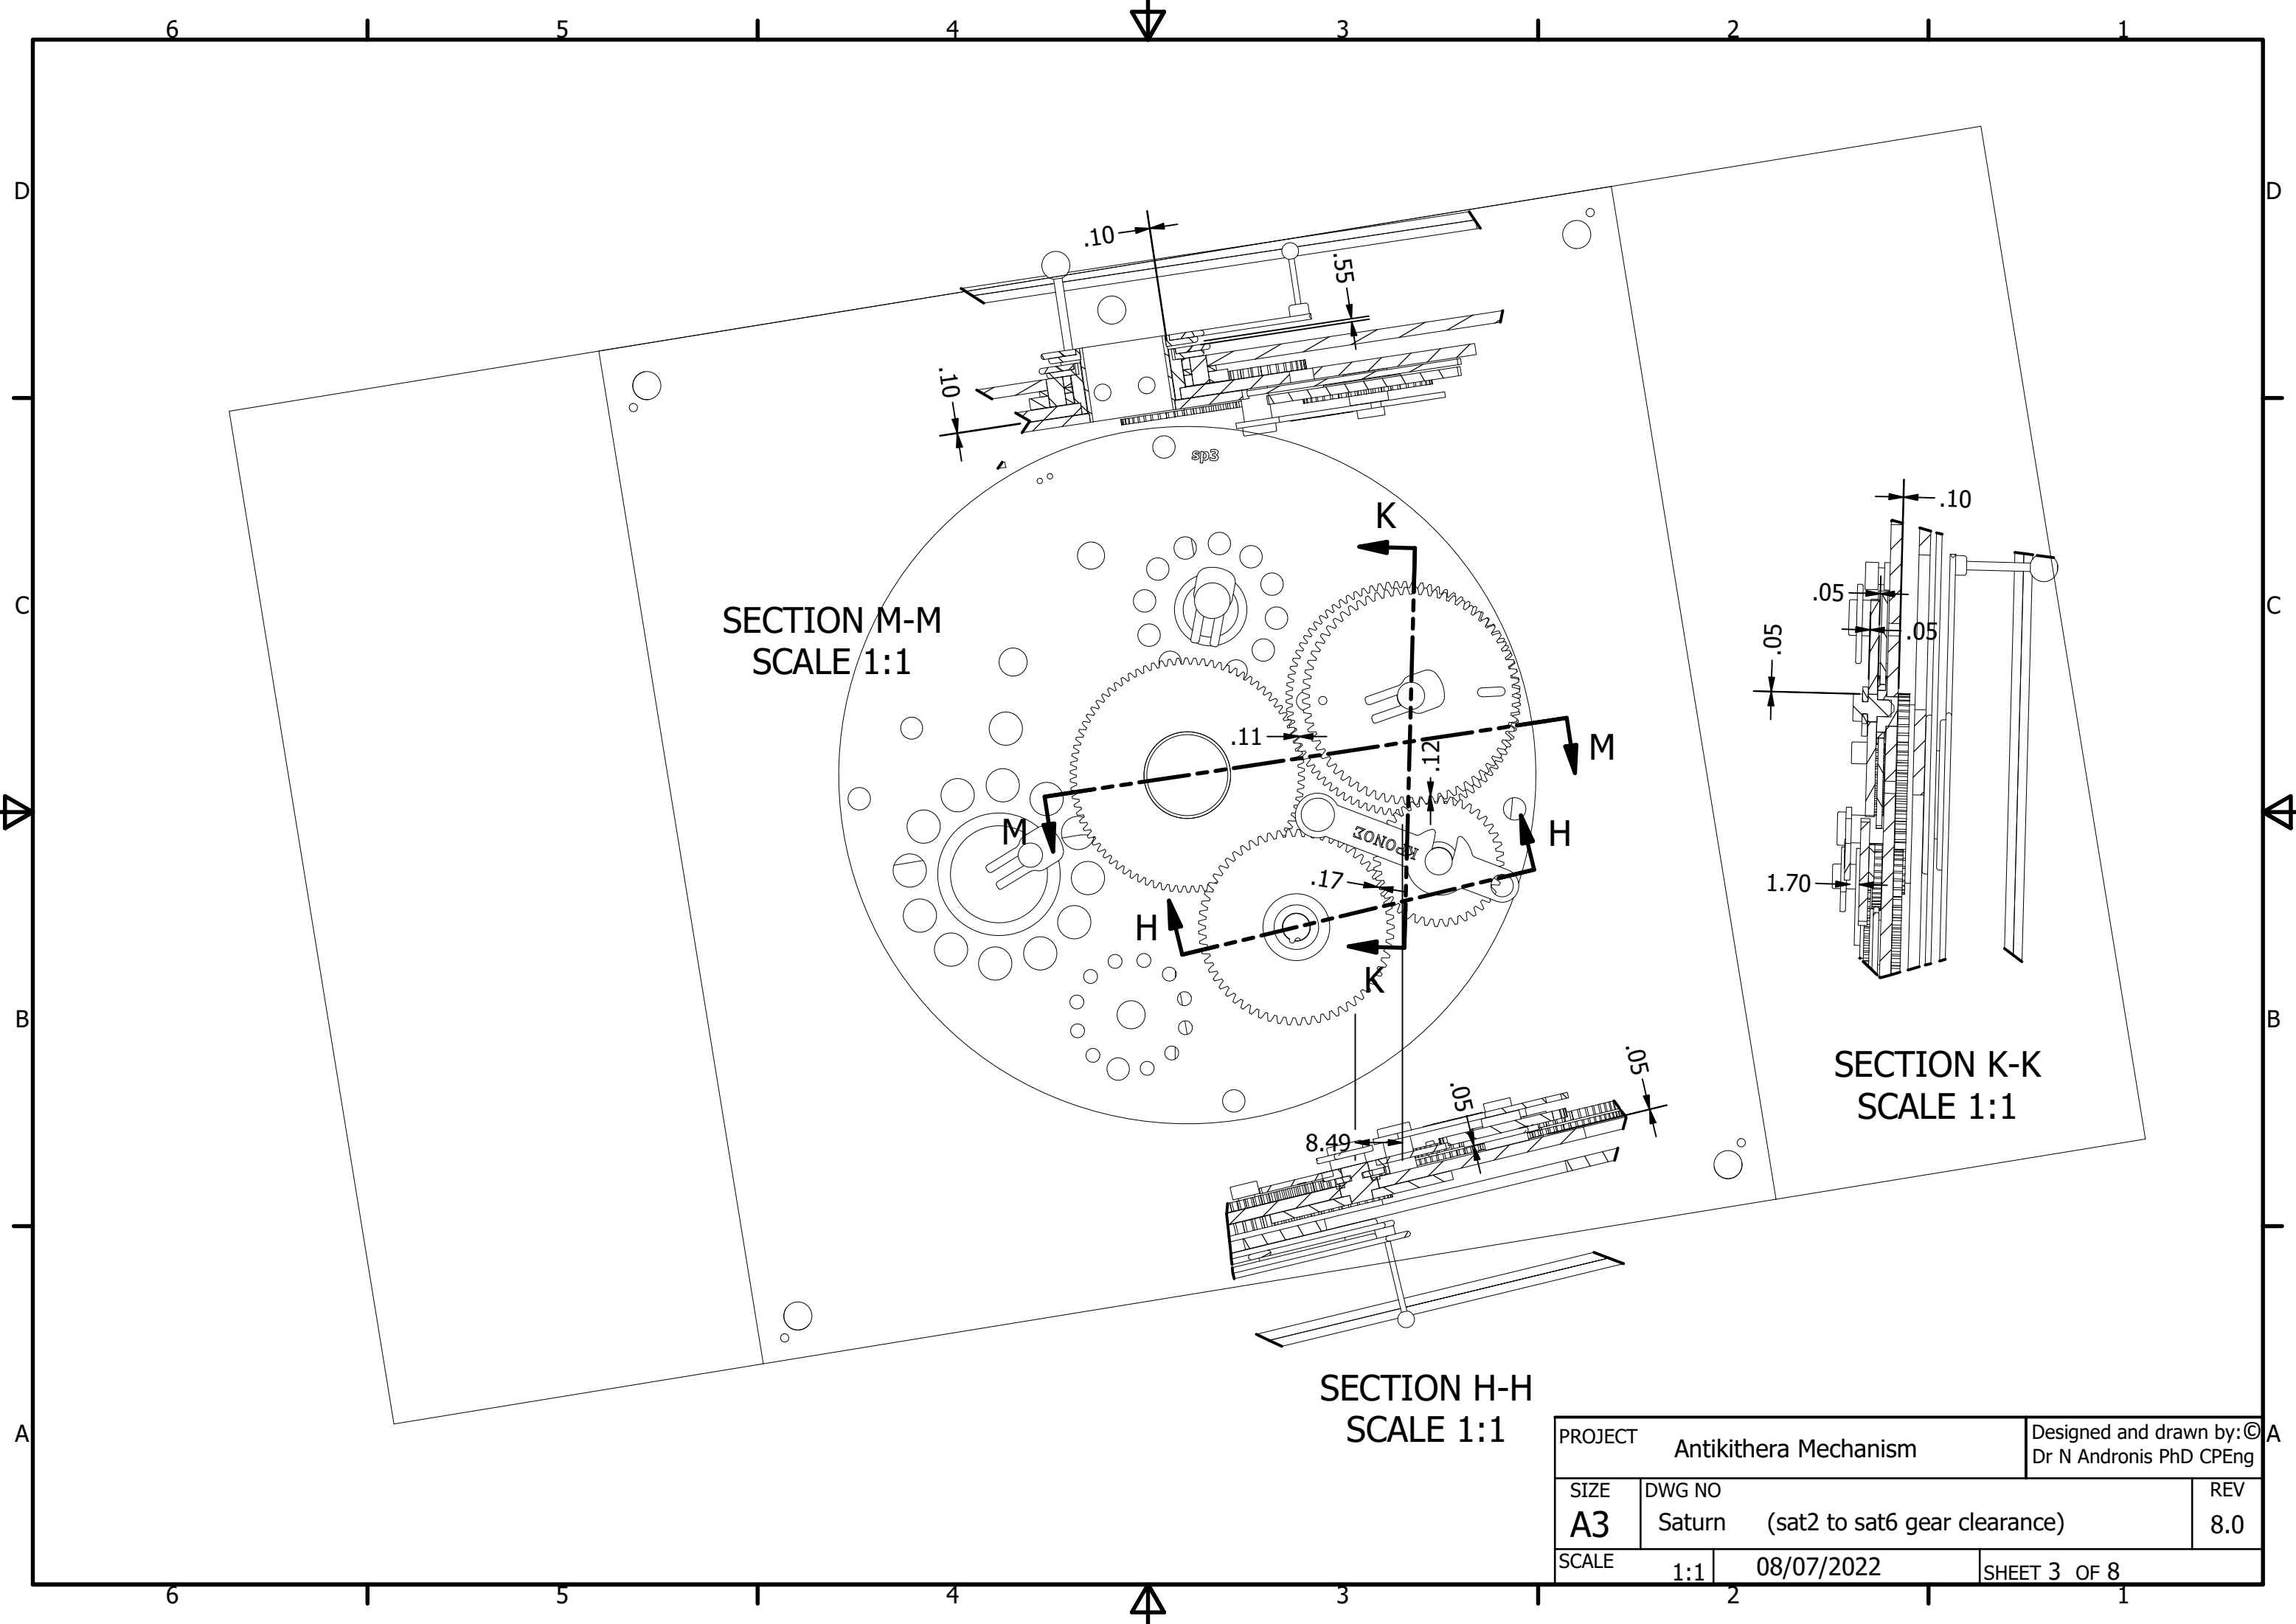 6 5 4 3 2 1
D D
.10
.55
.10
sp3
K
.10
SECTION M-M
SCALE 1:1
C C
.05
.05
.05
.11
.12
M
M
H
ΚΡΟΝΟΣ
.17
1.70
H
K
B B
SECTION K-K
SCALE 1:1
.05
.05
8.49
SECTION H-H
SCALE 1:1
A A
PROJECT Antikithera Mechanism
Designed and drawn by:©
Dr N Andronis PhD CPEng
SIZE
A3
DWG NO
Saturn (sat2 to sat6 gear clearance)
REV
8.0
SCALE 1:1
08/07/2022
SHEET 3 OF 8
6 5 4 3 2 1